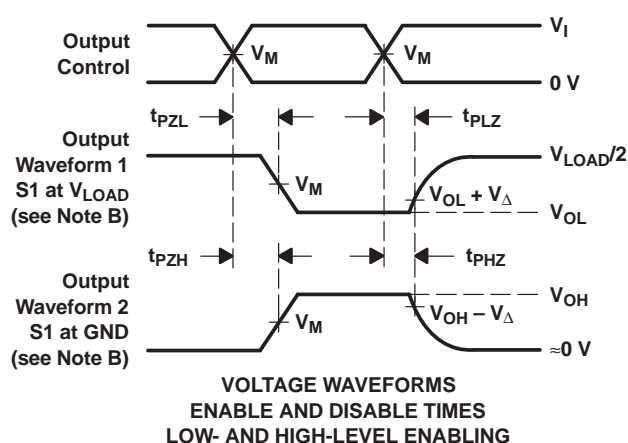 Output
Control
V_M
V_M
V_I
0 V
t_PZL
t_PLZ
Output
Waveform 1
S1 at V_LOAD
(see Note B)
V_M
V_LOAD/2
V_OL + V_Δ
V_OL
t_PZH
t_PHZ
Output
Waveform 2
S1 at GND
(see Note B)
V_M
V_OH
V_OH – V_Δ
≈0 V
VOLTAGE WAVEFORMS
ENABLE AND DISABLE TIMES
LOW- AND HIGH-LEVEL ENABLING